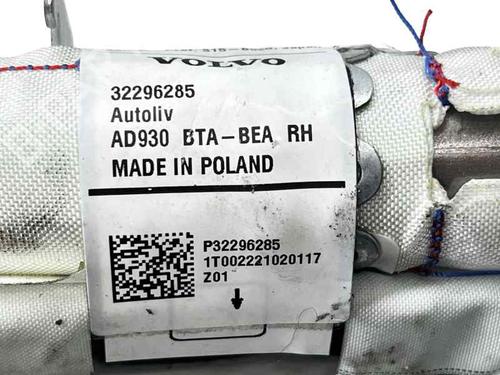 VOLVO
32296285
Autoliv
AD930 BTA-BEA RH
MADE IN POLAND
P32296285
1T002221020117
Z01